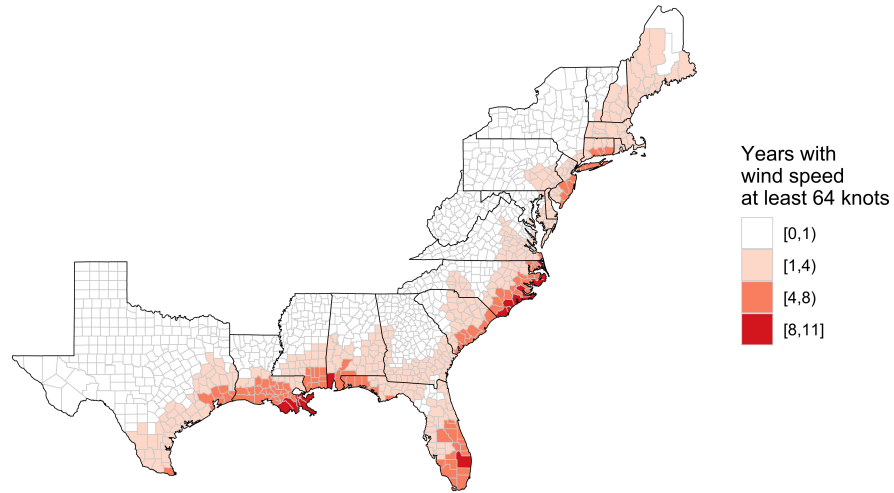 Years with
wind speed
at least 64 knots
[0,1)
[1,4)
[4,8)
[8,11]